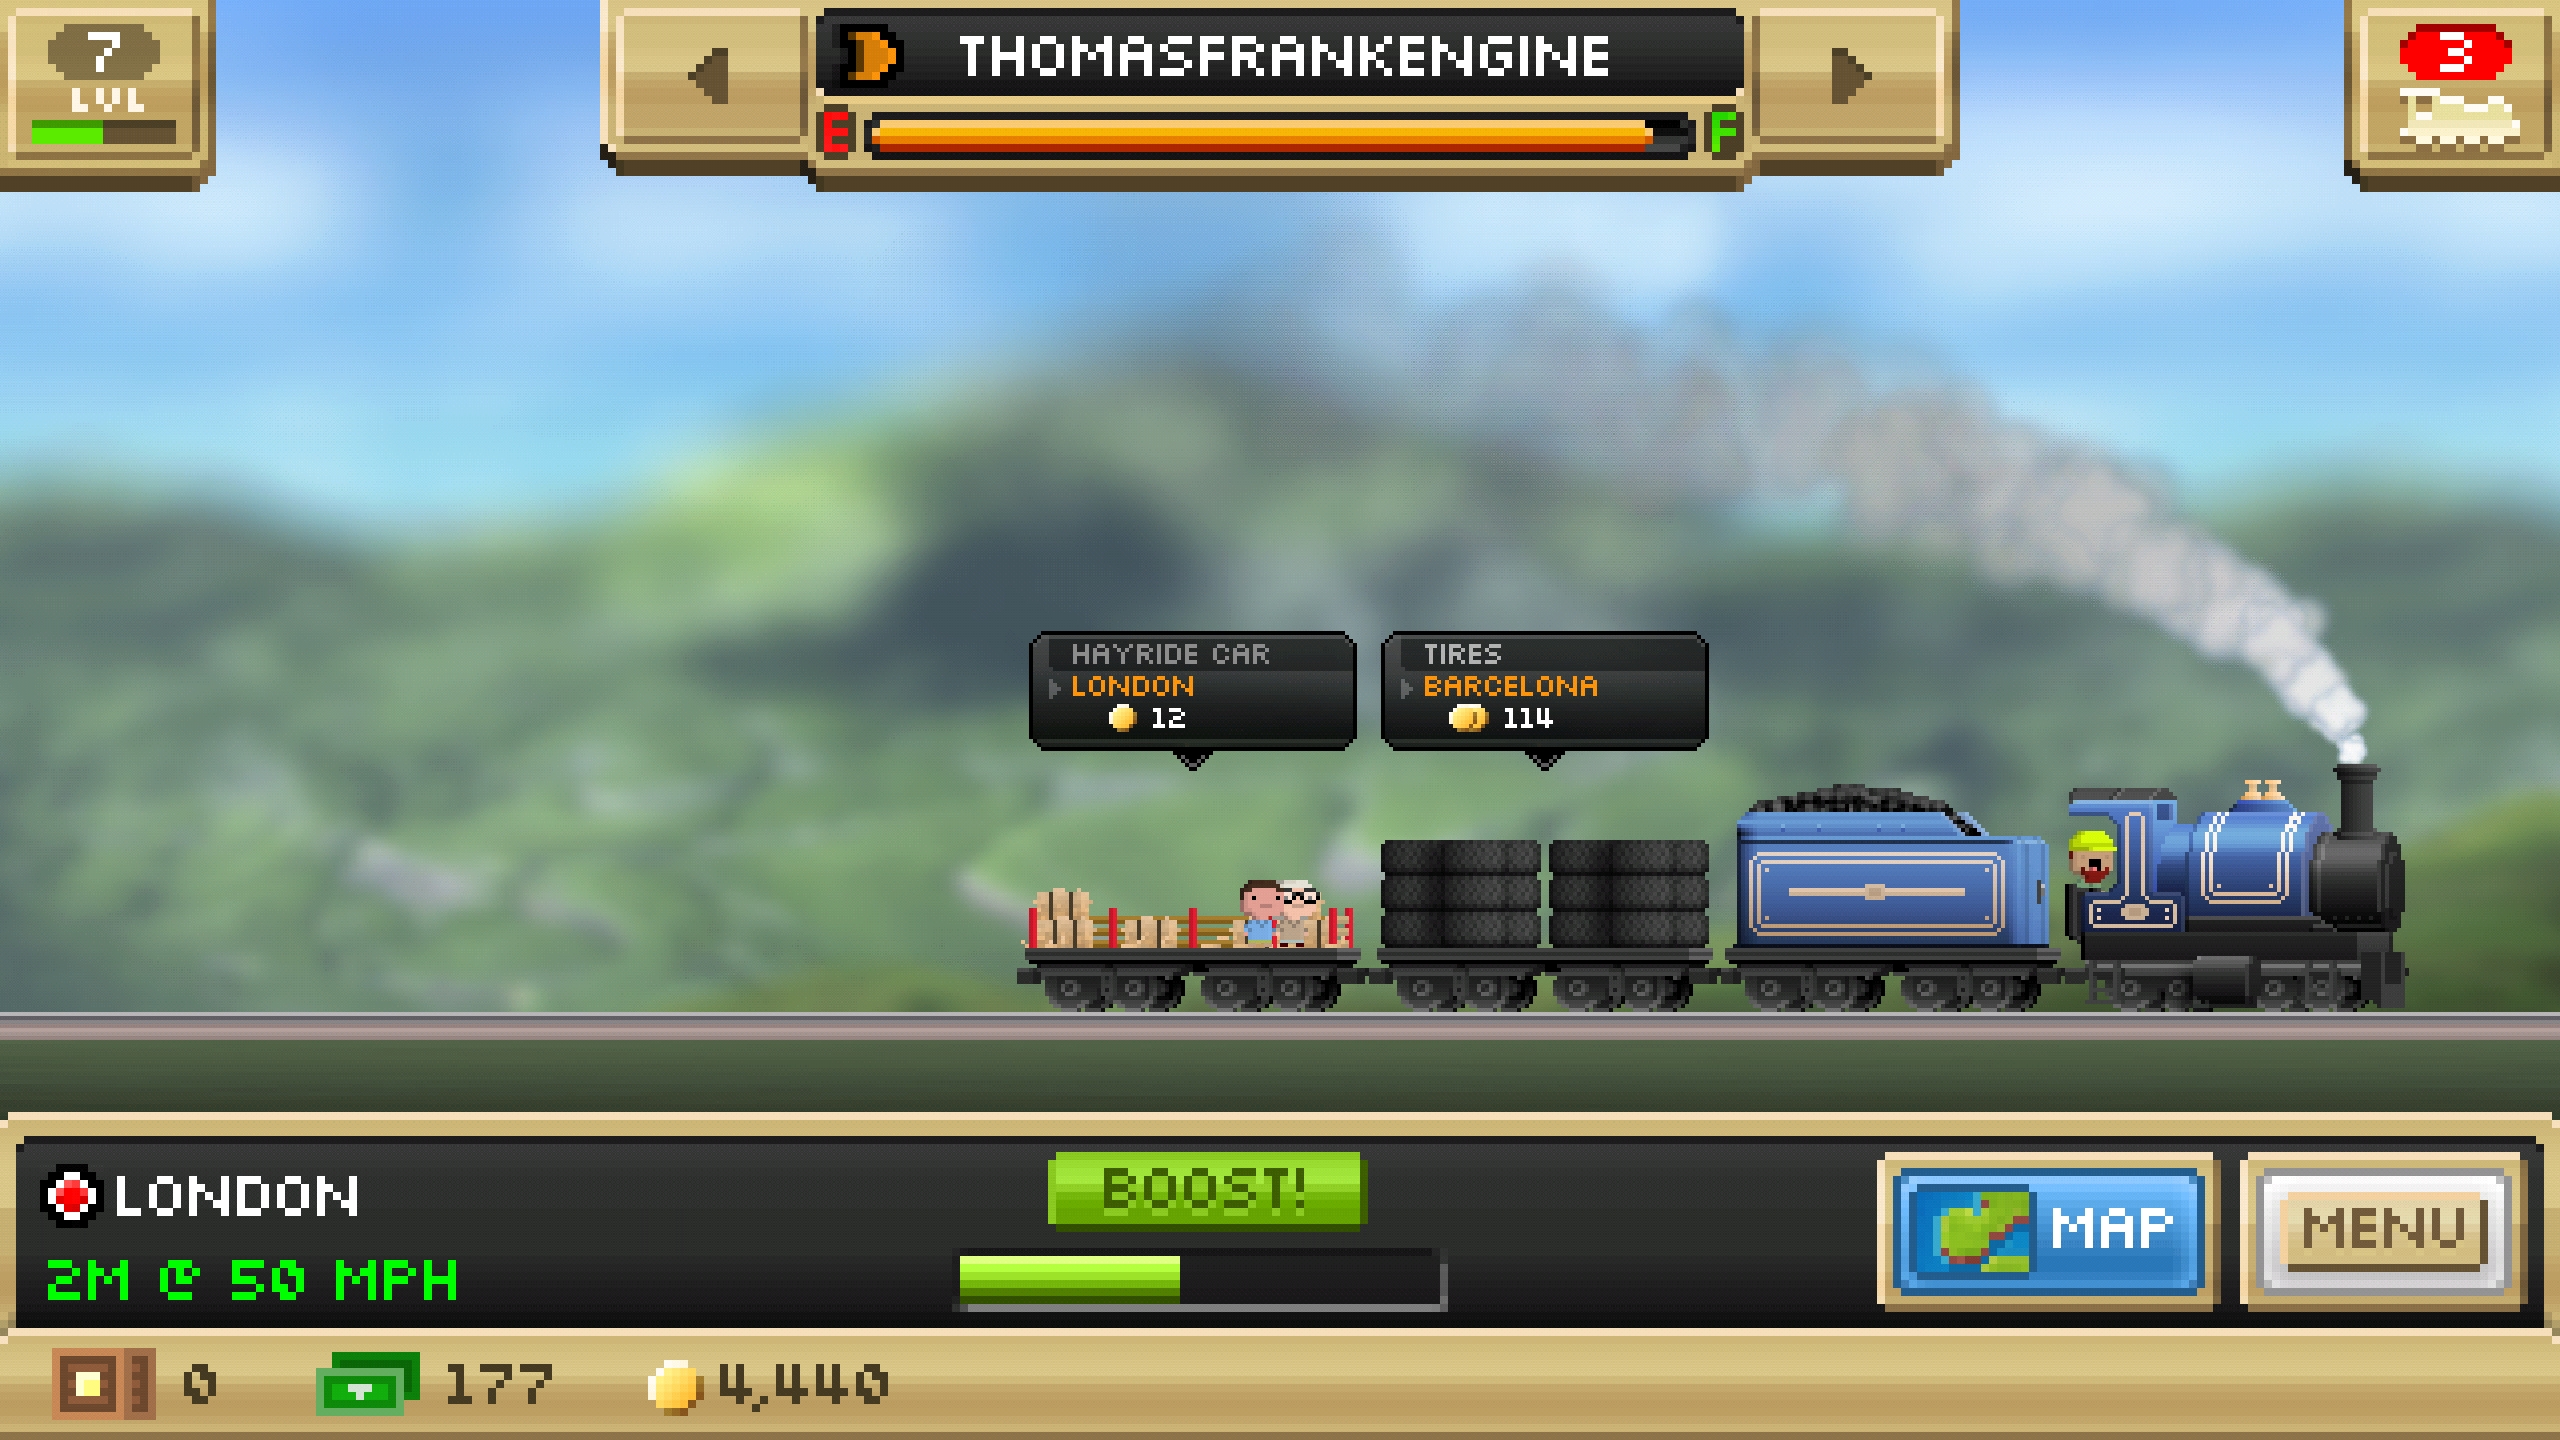 7
LVL
THOMASFRANKENGINE
E F
3
HAYRIDE CAR
LONDON
12
TIRES
BARCELONA
114
LONDON
2M @ 50 MPH
BOOST!
MAP
MENU
0 177 4,440